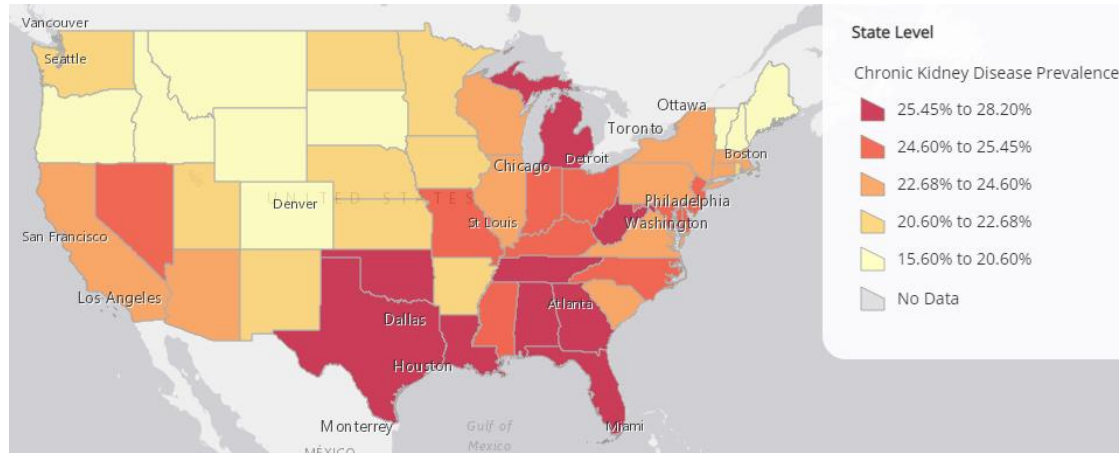 Vancouver
Seattle
Ottawa
Toronto
Boston
Chicago
Detroit
UNITED STATES
Denver
Philadelphia
St Louis
Washington
San Francisco
Los Angeles
Atlanta
Dallas
Houston
Miami
Monterrey
Gulf of
Mexico
MÉXICO
State Level
Chronic Kidney Disease Prevalence
25.45% to 28.20%
24.60% to 25.45%
22.68% to 24.60%
20.60% to 22.68%
15.60% to 20.60%
No Data